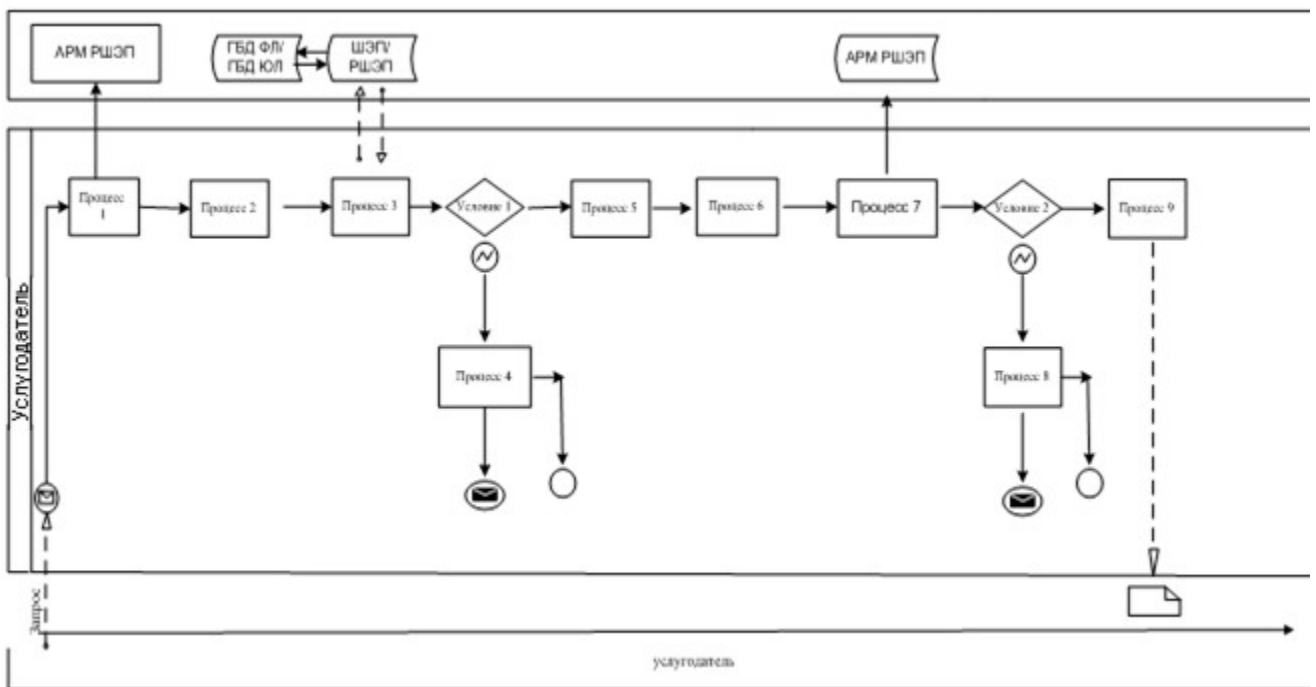 АРМ РШЭП
ГБД ФЛ/
ГБД ЮЛ
ШЭП/
РШЭП
АРМ РШЭП
Услугодатель
Процесс
1
Процесс 2
Процесс 3
Условие 1
Процесс 5
Процесс 6
Процесс 7
Условие 2
Процесс 9
Процесс 4
Процесс 8
Запрос
услугодатель